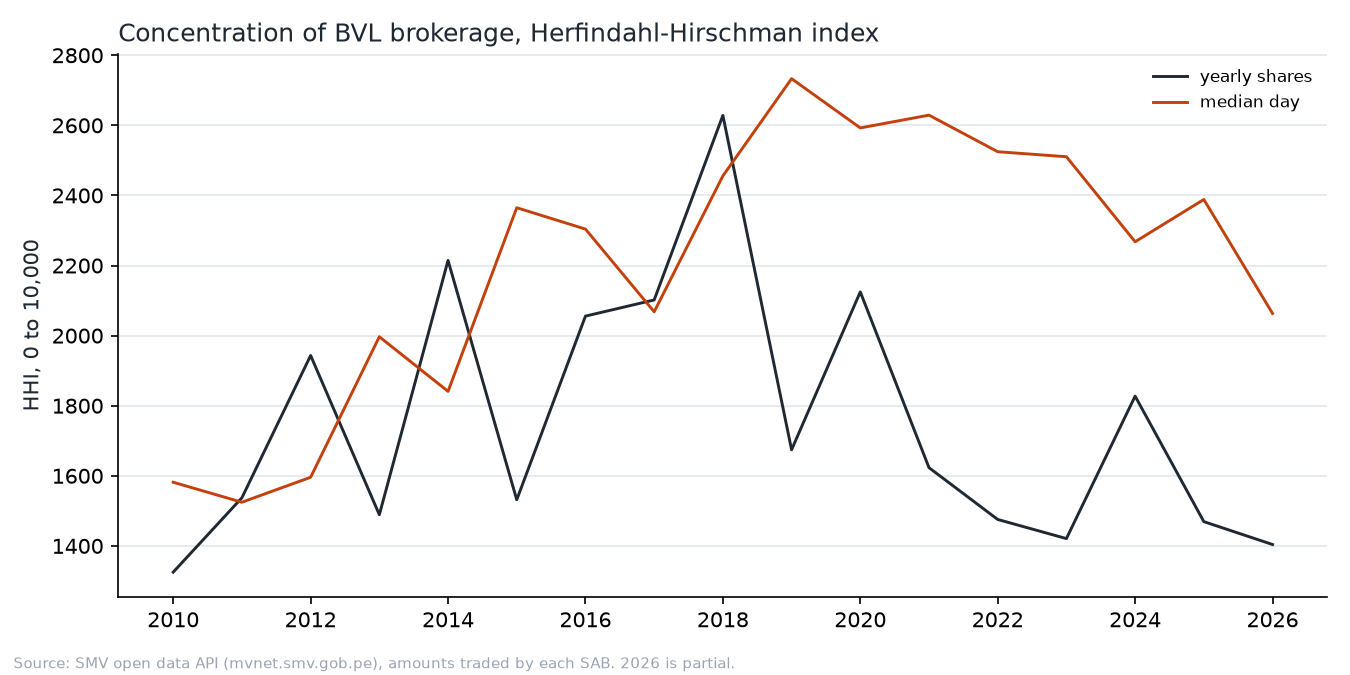 Concentration of BVL brokerage, Herfindahl-Hirschman index
yearly shares
median day
HHI, 0 to 10,000
2800
2600
2400
2200
2000
1800
1600
1400
2010 2012 2014 2016 2018 2020 2022 2024 2026
Source: SMV open data API (mvnet.smv.gob.pe), amounts traded by each SAB. 2026 is partial.